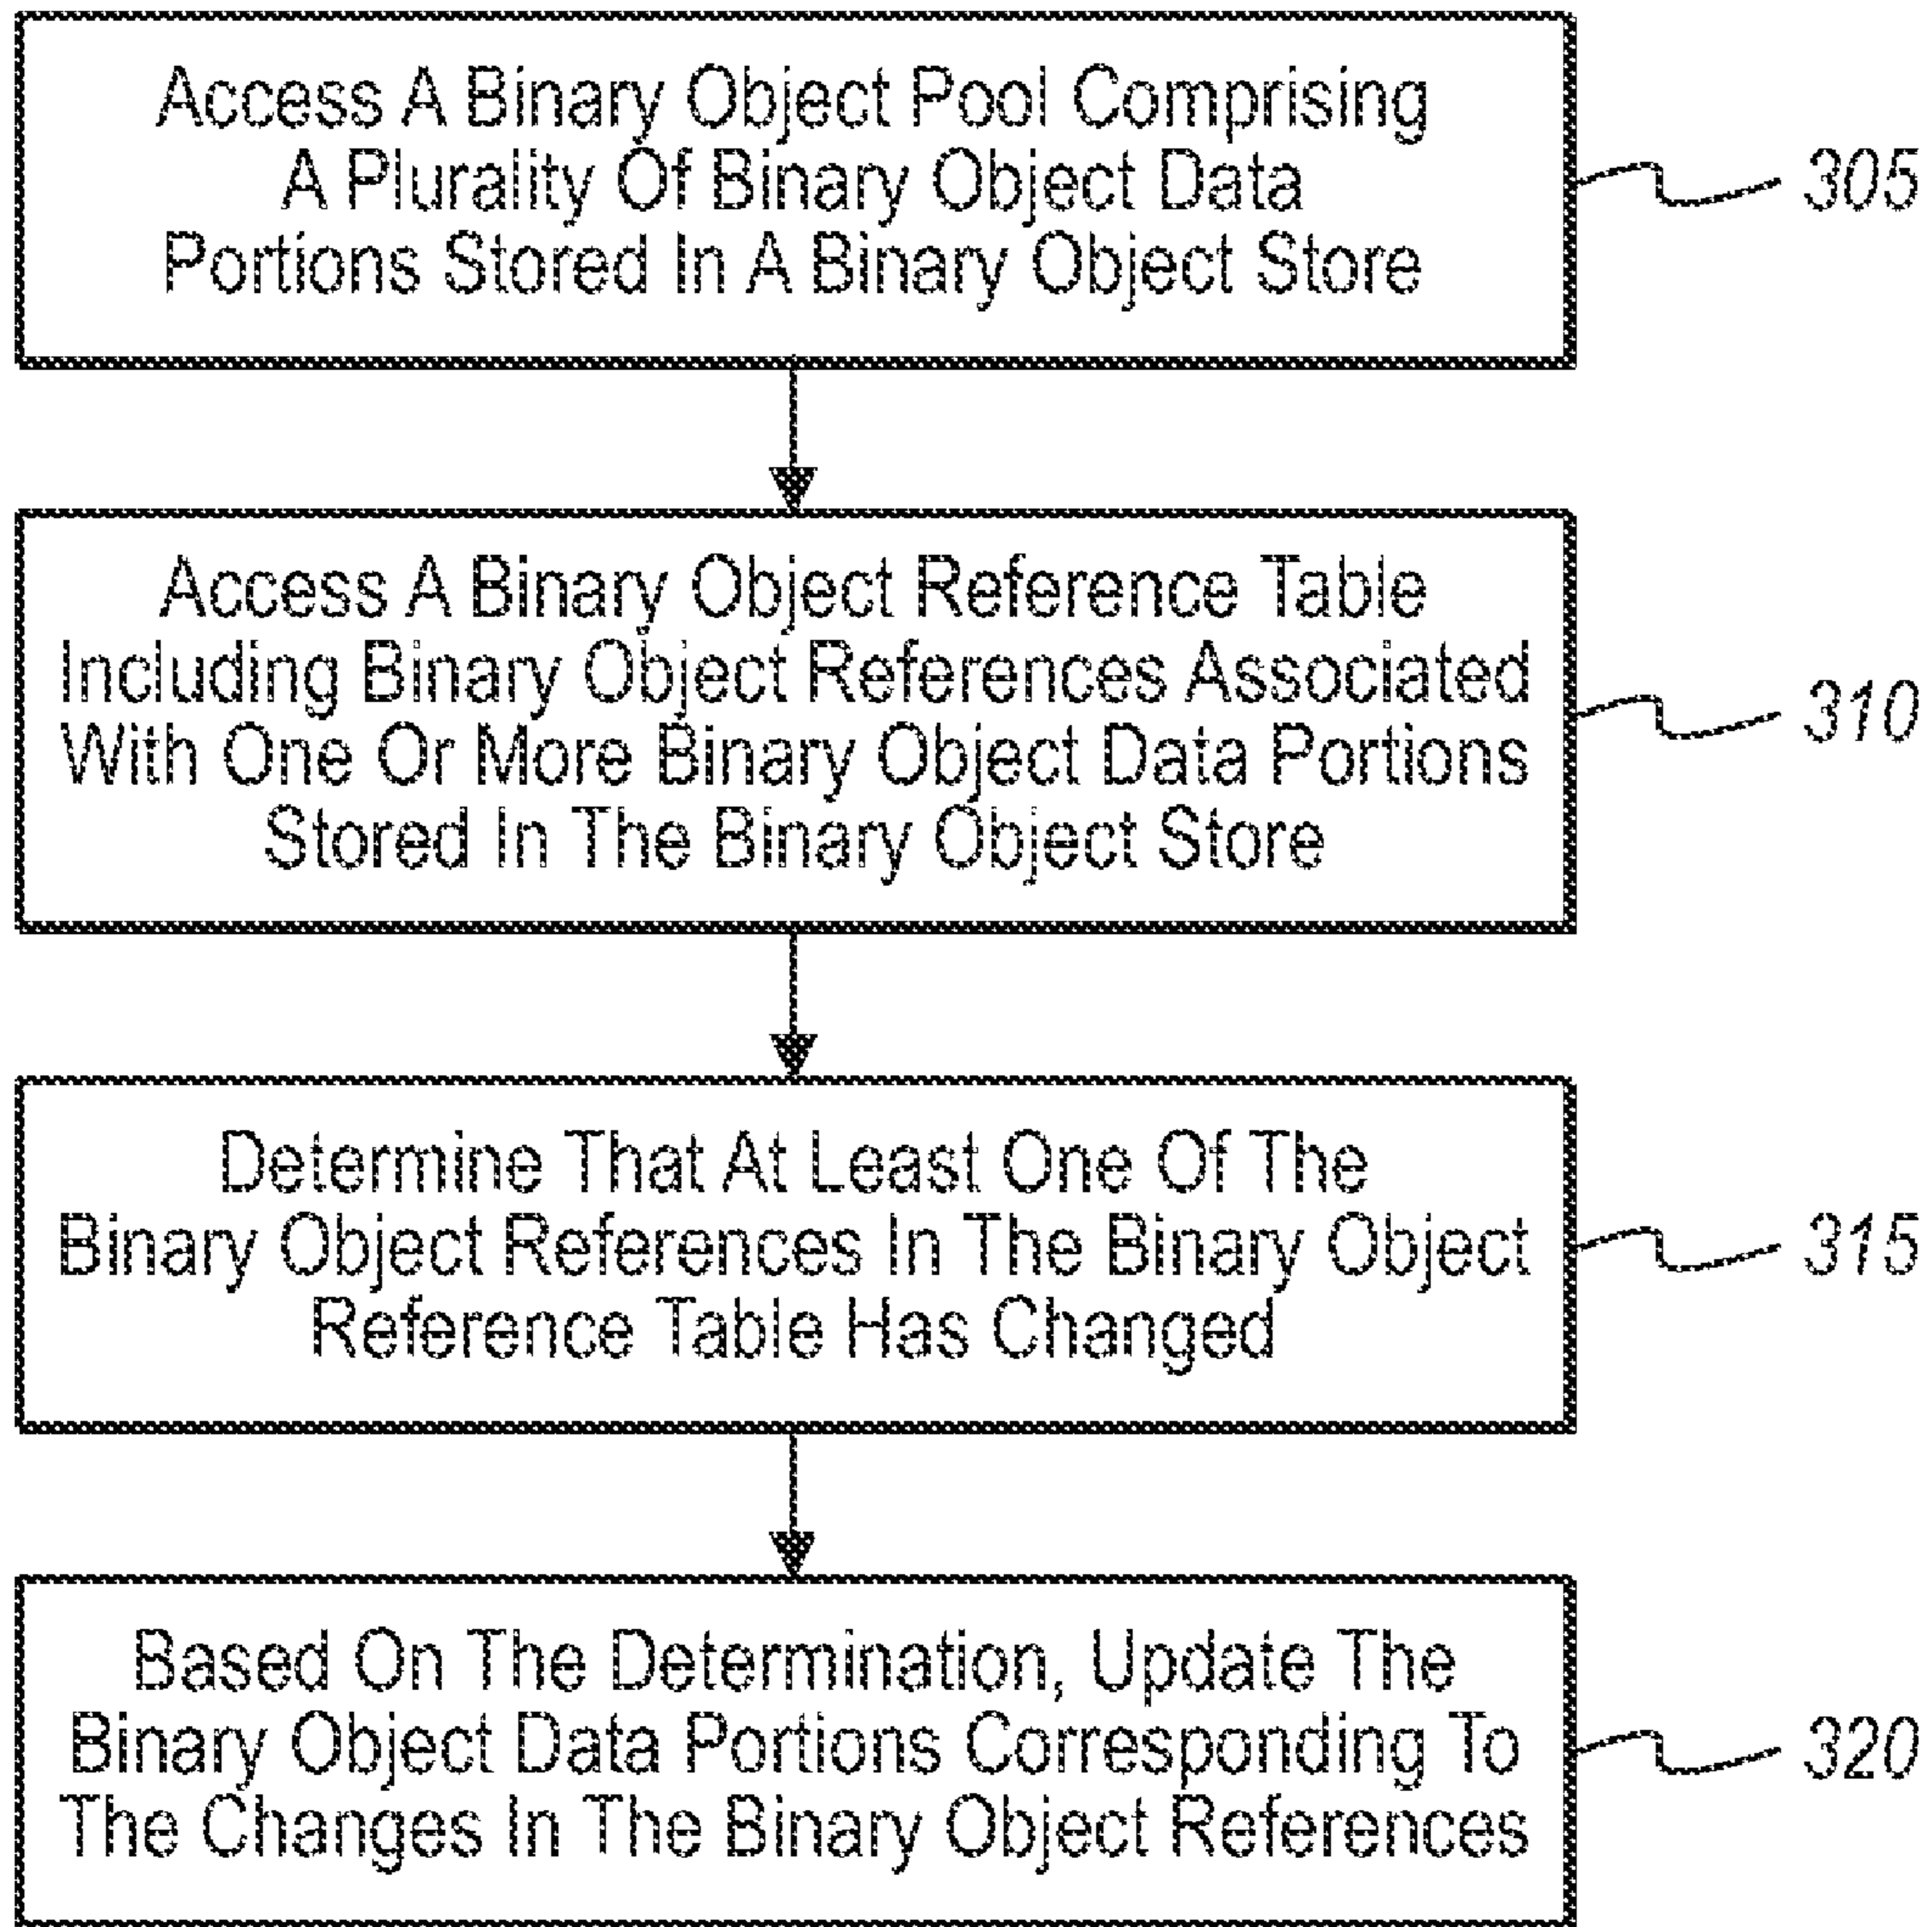 Access A Binary Object Pool Comprising
A Plurality Of Binary Object Data
Portions Stored In A Binary Object Store
305
Access A Binary Object Reference Table
Including Binary Object References Associated
With One Or More Binary Object Data Portions
Stored In The Binary Object Store
310
Determine That At Least One Of The
Binary Object References In The Binary Object
Reference Table Has Changed
315
Based On The Determination, Update The
Binary Object Data Portions Corresponding To
The Changes In The Binary Object References
320